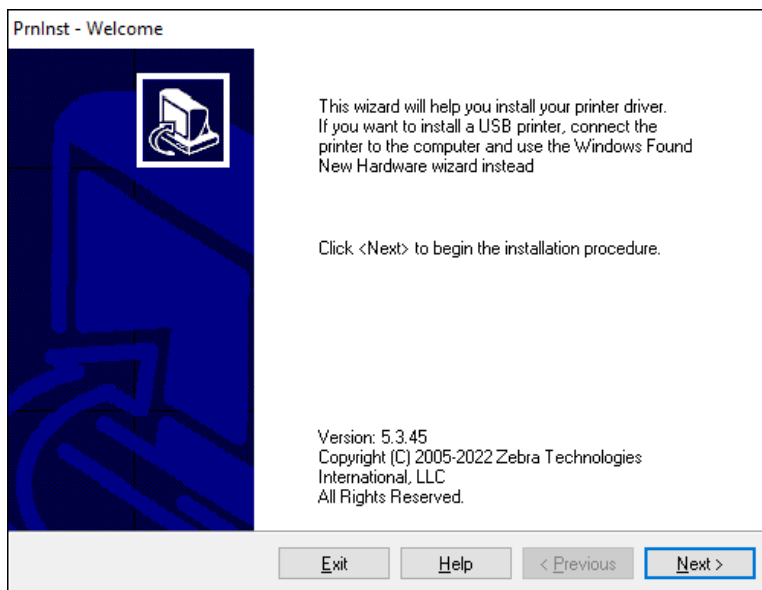 PrnInst - Welcome
This wizard will help you install your printer driver.
If you want to install a USB printer, connect the
printer to the computer and use the Windows Found
New Hardware wizard instead
Click <Next> to begin the installation procedure.
Version: 5.3.45
Copyright (C) 2005-2022 Zebra Technologies
International, LLC
All Rights Reserved.
Exit
Help
< Previous
Next >